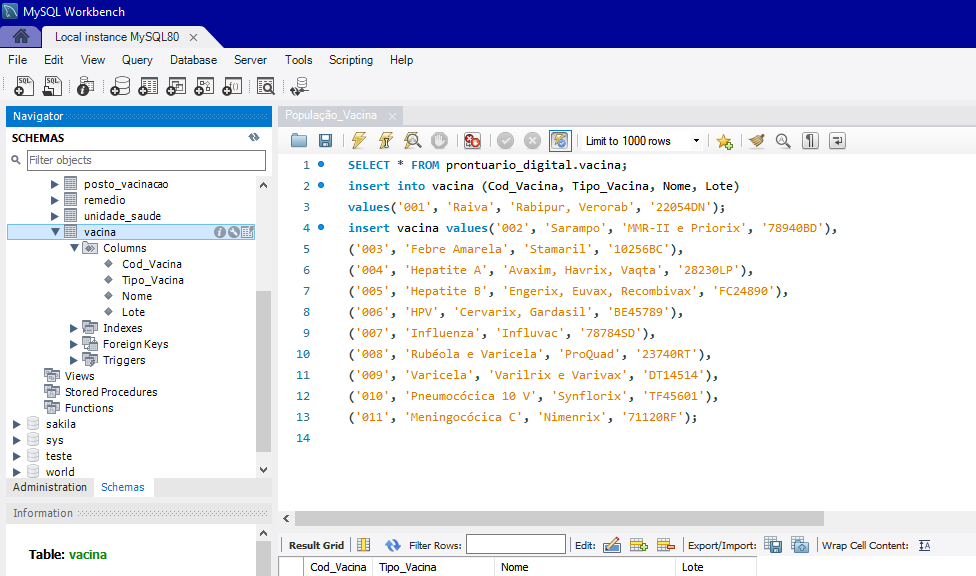 MySQL Workbench
Local instance MySQL80
File Edit View Query Database Server Tools Scripting Help
Navigator
SCHEMAS
Filter objects
posto_vacinacao
remedio
unidade_saude
vacina
Columns
Cod_Vacina
Tipo_Vacina
Nome
Lote
Indexes
Foreign Keys
Triggers
Views
Stored Procedures
Functions
sakila
sys
teste
world
Administration Schemas
Information
Table: vacina
População_Vacina
Limit to 1000 rows
1 SELECT * FROM prontuario_digital.vacina;
2 insert into vacina (Cod_Vacina, Tipo_Vacina, Nome, Lote)
3 values('001', 'Raiva', 'Rabipur, Verorab', '22054DN');
4 insert vacina values('002', 'Sarampo', 'MMR-II e Priorix', '78940BD'),
5 ('003', 'Febre Amarela', 'Stamaril', '10256BC'),
6 ('004', 'Hepatite A', 'Avaxim, Havrix, Vaqta', '28230LP'),
7 ('005', 'Hepatite B', 'Engerix, Euvax, Recombivax', 'FC24890'),
8 ('006', 'HPV', 'Cervarix, Gardasil', 'BE45789'),
9 ('007', 'Influenza', 'Influvac', '78784SD'),
10 ('008', 'Rubéola e Varicela', 'ProQuad', '23740RT'),
11 ('009', 'Varicela', 'Varilrix e Varivax', 'DT14514'),
12 ('010', 'Pneumocócica 10 V', 'Synflorix', 'TF45601'),
13 ('011', 'Meningocócica C', 'Nimenrix', '71120RF');
14
Result Grid Filter Rows: Edit: Export/Import: Wrap Cell Content:
Cod_Vacina Tipo_Vacina Nome Lote